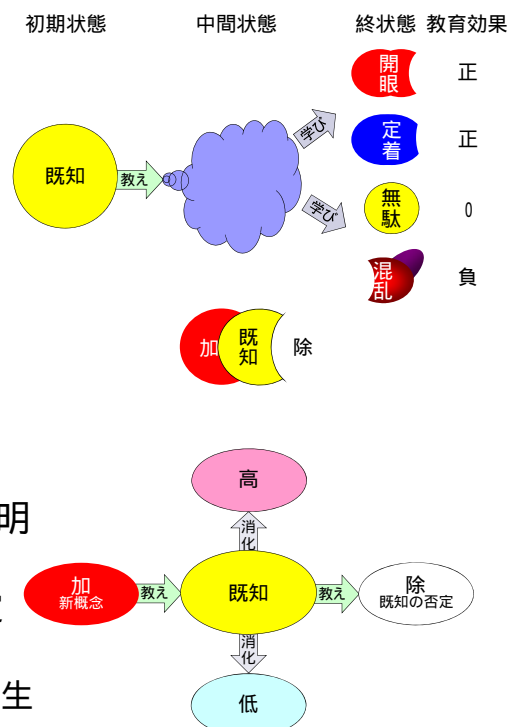 初期状態 中間状態 終状態 教育効果
開眼 正
定着 正
既知 教え 学び
学び
無駄 0
混乱 負
加 既知 除
高
明
消化
加 教え 既知 教え 除
新概念 既知の否定
消化
生
低